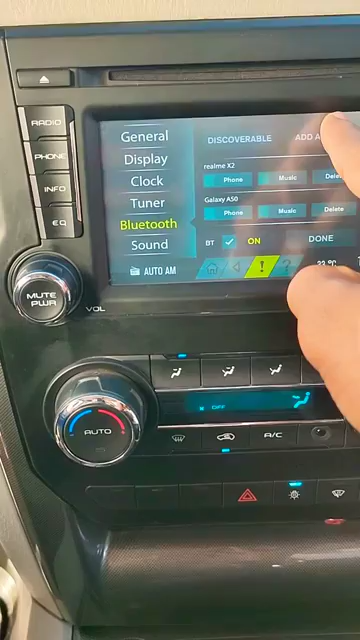 RADIO
PHONE
INFO
EQ
MUTE
PWR
VOL
General
Display
Clock
Tuner
Bluetooth
Sound
AUTO AM
DISCOVERABLE
ADD
realme X2
Phone Music
Galaxy A50
Phone Music Delete
BT ON DONE
OFF
AUTO
A/C